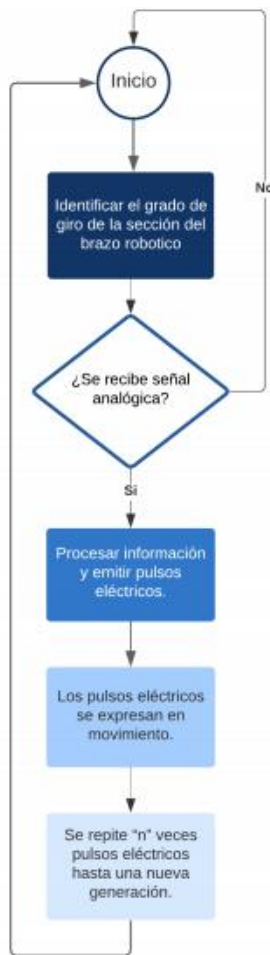 Inicio
Identificar el grado de
giro de la sección del
brazo robotico
No
¿Se recibe señal
analógica?
Si
Procesar información
y emitir pulsos
eléctricos.
Los pulsos eléctricos
se expresan en
movimiento.
Se repite “n” veces
pulsos eléctricos
hasta una nueva
generación.